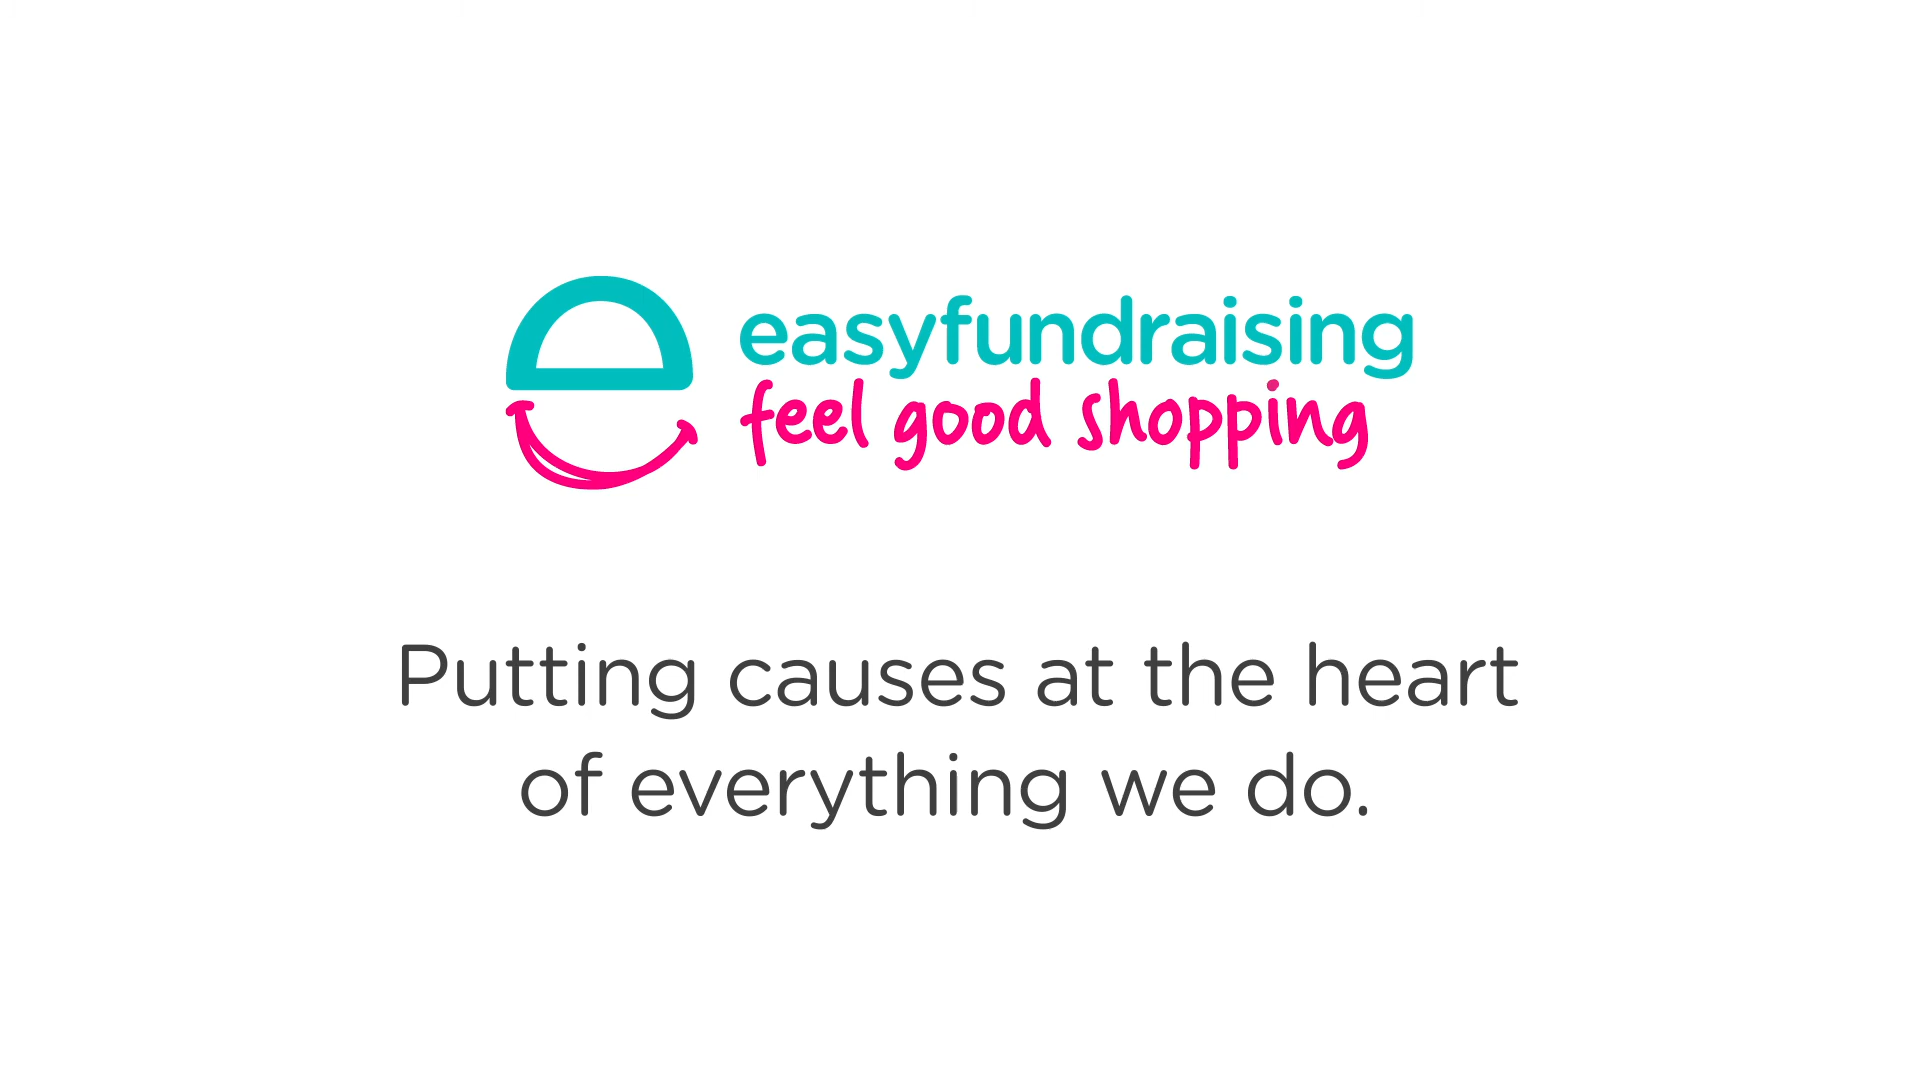 easyfundraising
feel good shopping
Putting causes at the heart
of everything we do.